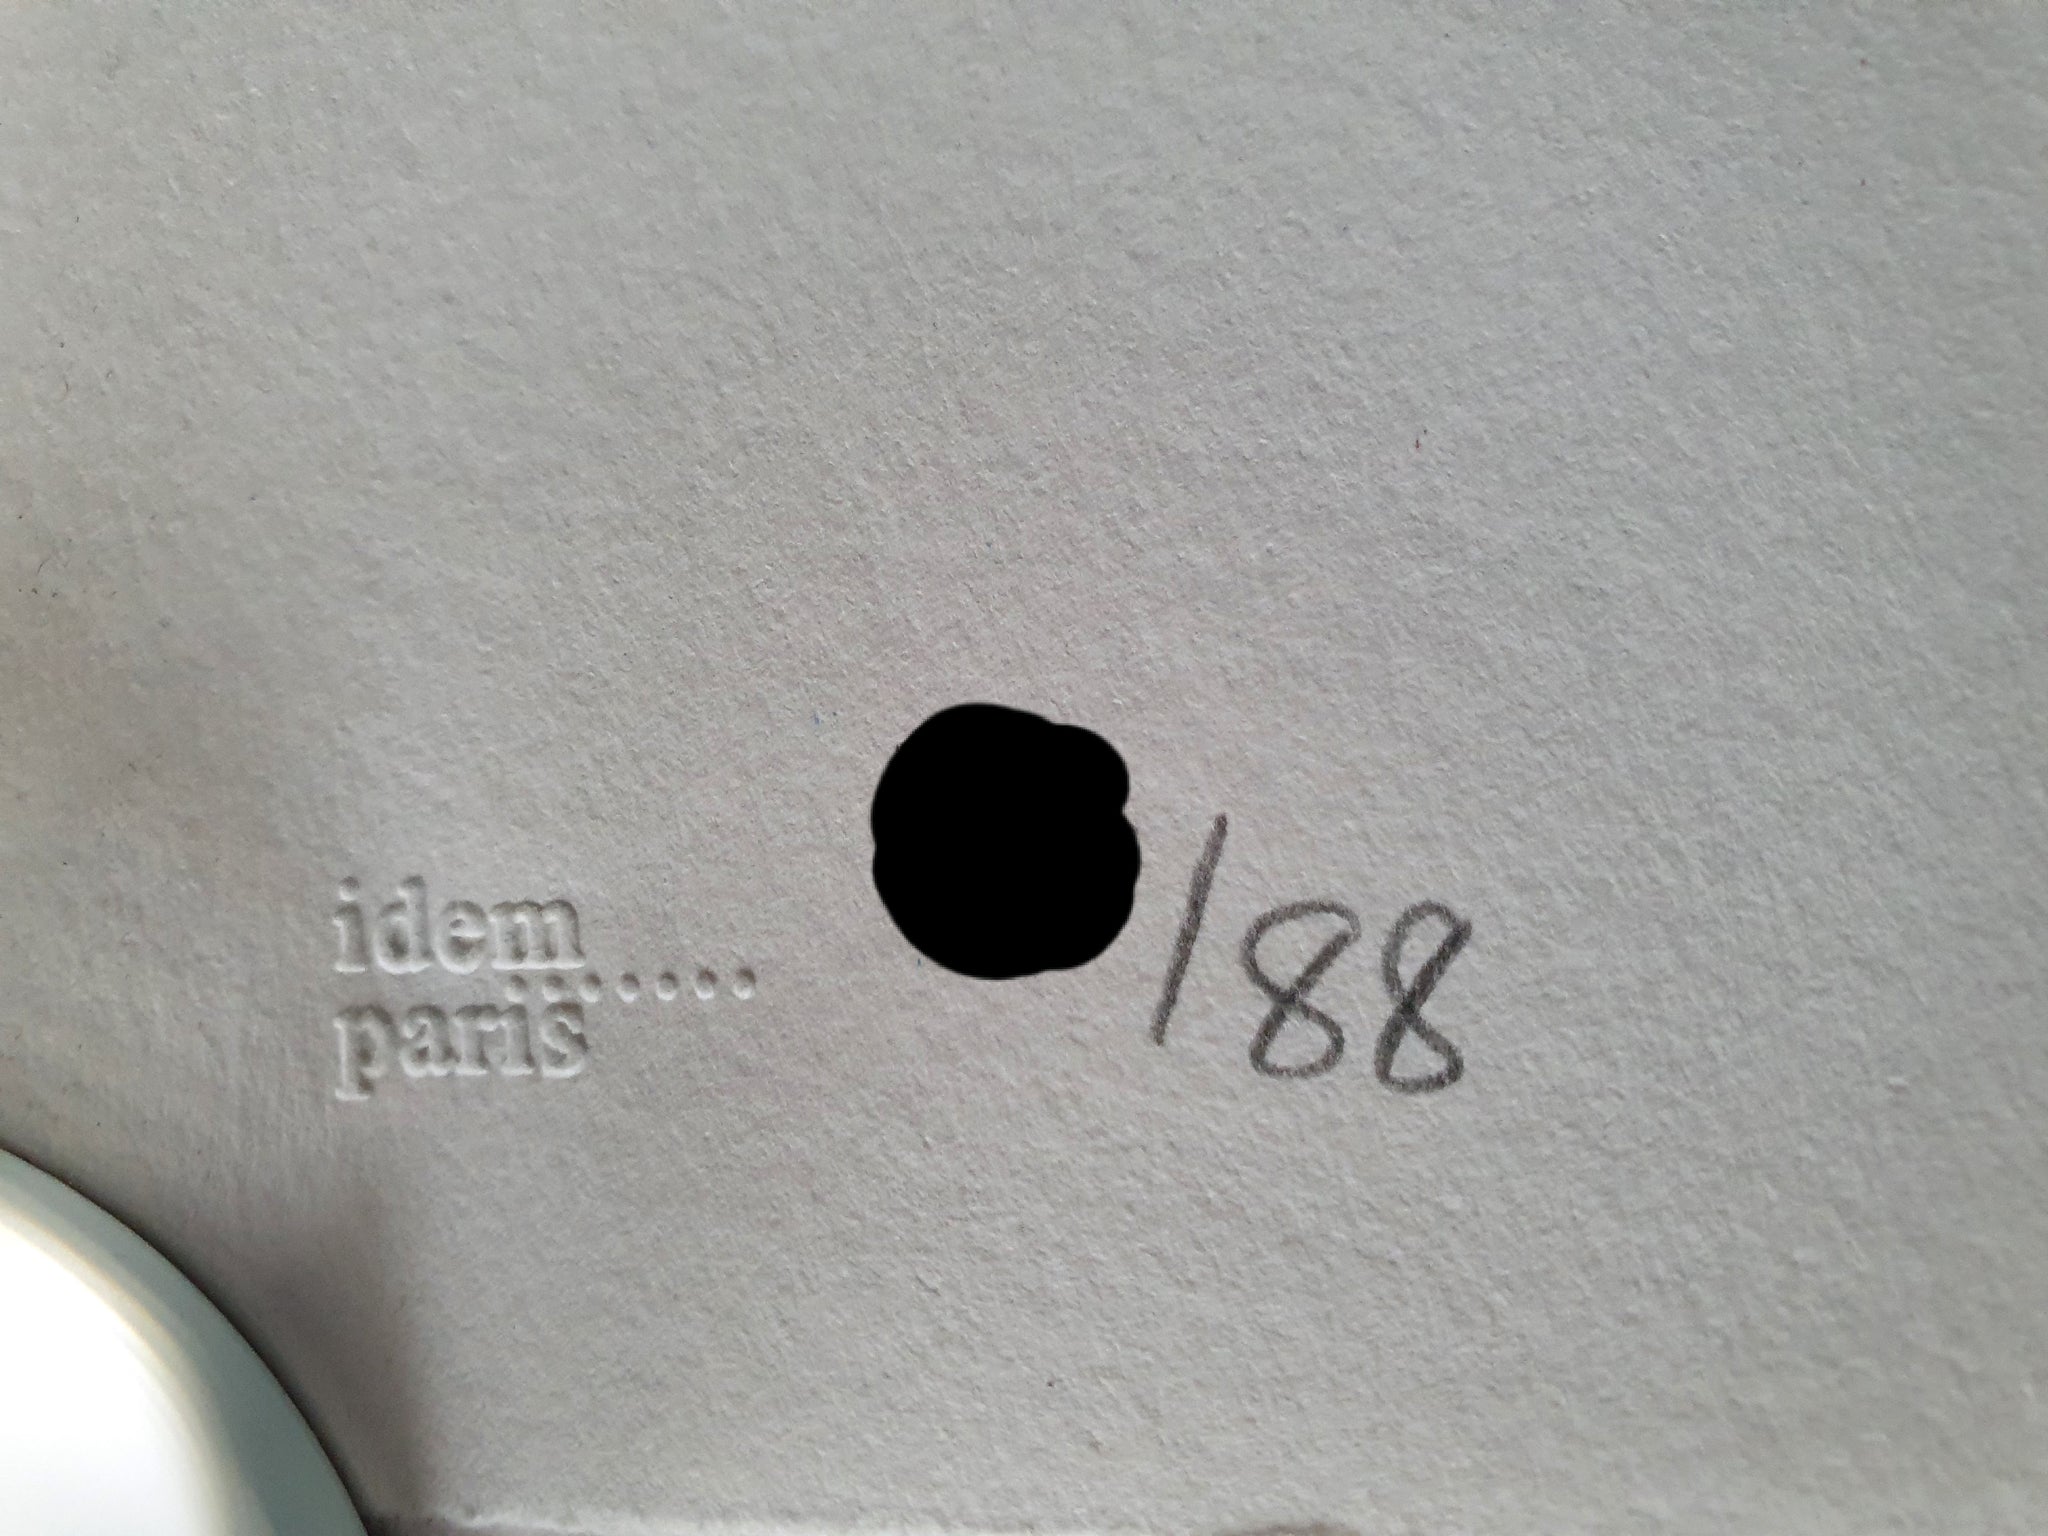 idem
........
paris
/88